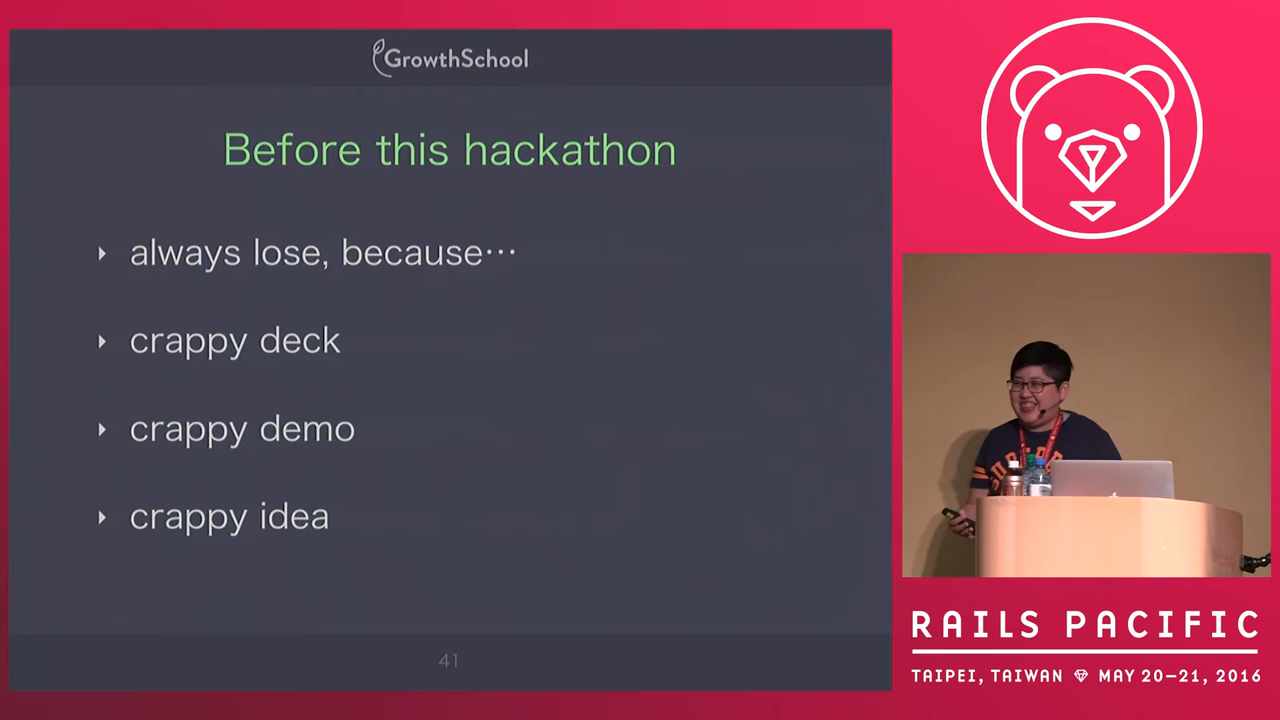 GrowthSchool
Before this hackathon
always lose, because…
crappy deck
crappy demo
crappy idea
41
RAILS PACIFIC
TAIPEI, TAIWAN MAY 20–21, 2016